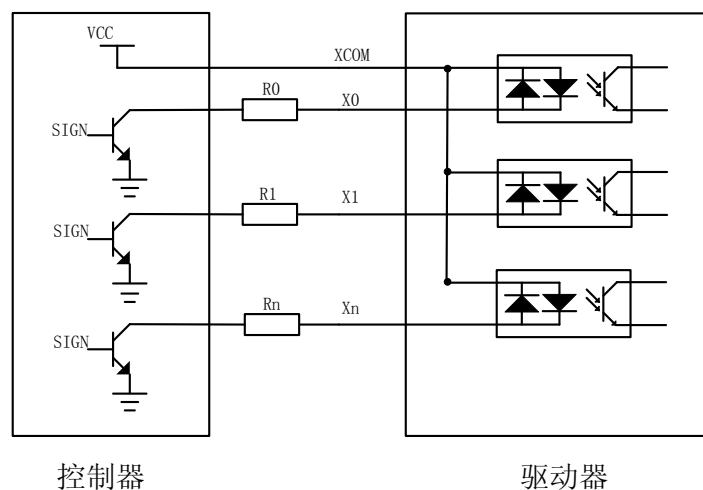 VCC
XCOM
R0
X0
SIGN
R1
X1
SIGN
Rn
Xn
SIGN
控制器
驱动器